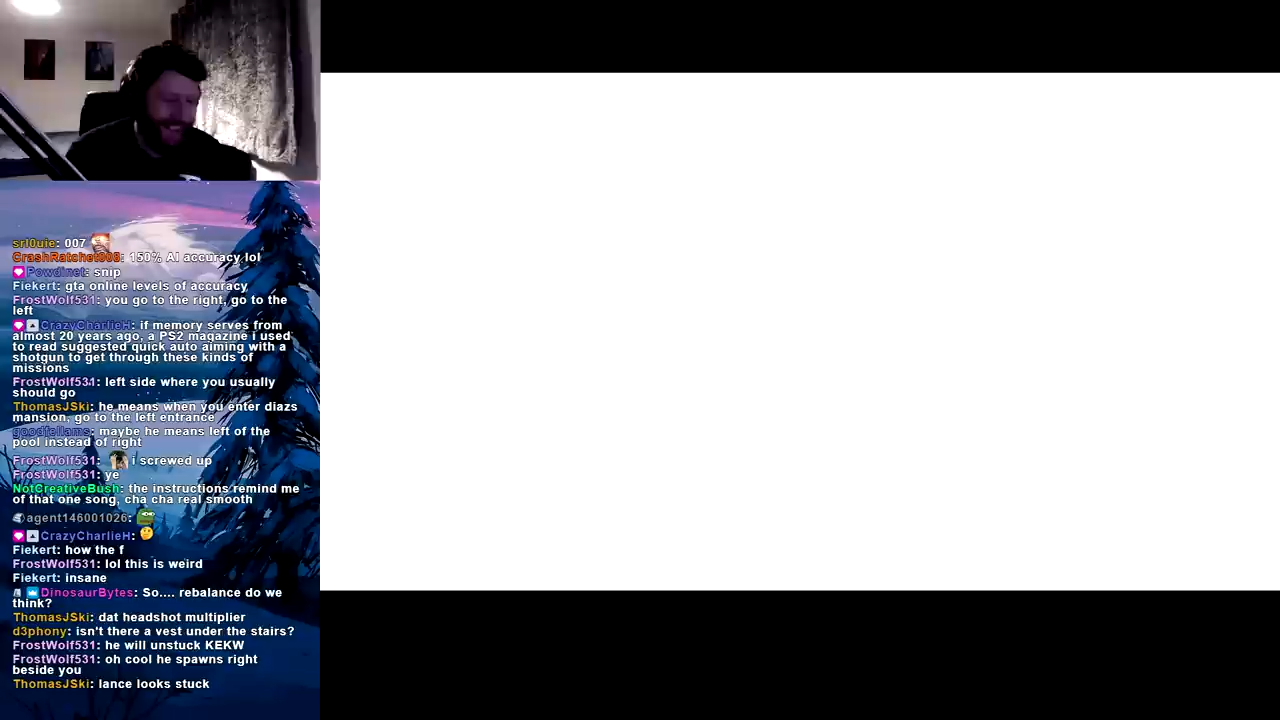 srl0uie: 007
CrashRatchet008: 150% AI accuracy lol
Powdinet: snip
Fiekert: gta online levels of accuracy
FrostWolf531: you go to the right, go to the
left
CrazyCharlieH: if memory serves from
almost 20 years ago, a PS2 magazine i used
to read suggested quick auto aiming with a
shotgun to get through these kinds of
missions
FrostWolf531: left side where you usually
should go
ThomasJSki: he means when you enter diazs
mansion, go to the left entrance
goodfellams: maybe he means left of the
pool instead of right
FrostWolf531: i screwed up
FrostWolf531: ye
NotCreativeBush: the instructions remind me
of that one song, cha cha real smooth
agent146001026:
CrazyCharlieH:
Fiekert: how the f
FrostWolf531: lol this is weird
Fiekert: insane
DinosaurBytes: So.... rebalance do we
think?
ThomasJSki: dat headshot multiplier
d3phony: isn't there a vest under the stairs?
FrostWolf531: he will unstuck KEKW
FrostWolf531: oh cool he spawns right
beside you
ThomasJSki: lance looks stuck